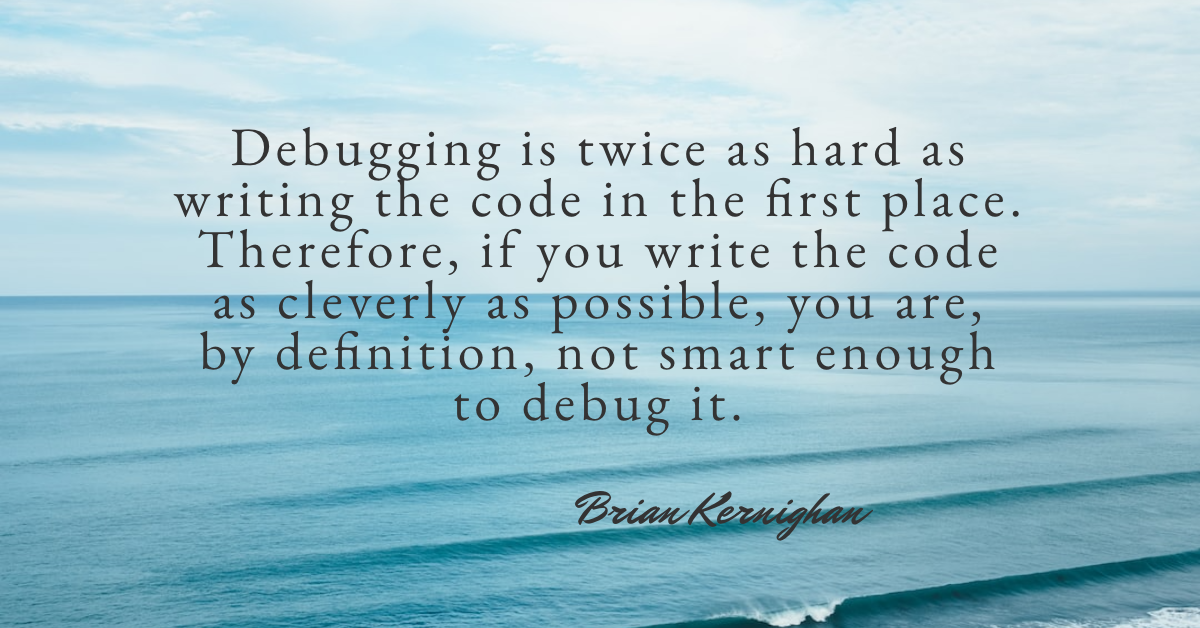 Debugging is twice as hard as
writing the code in the first place.
Therefore, if you write the code
as cleverly as possible, you are,
by definition, not smart enough
to debug it.
Brian Kernighan